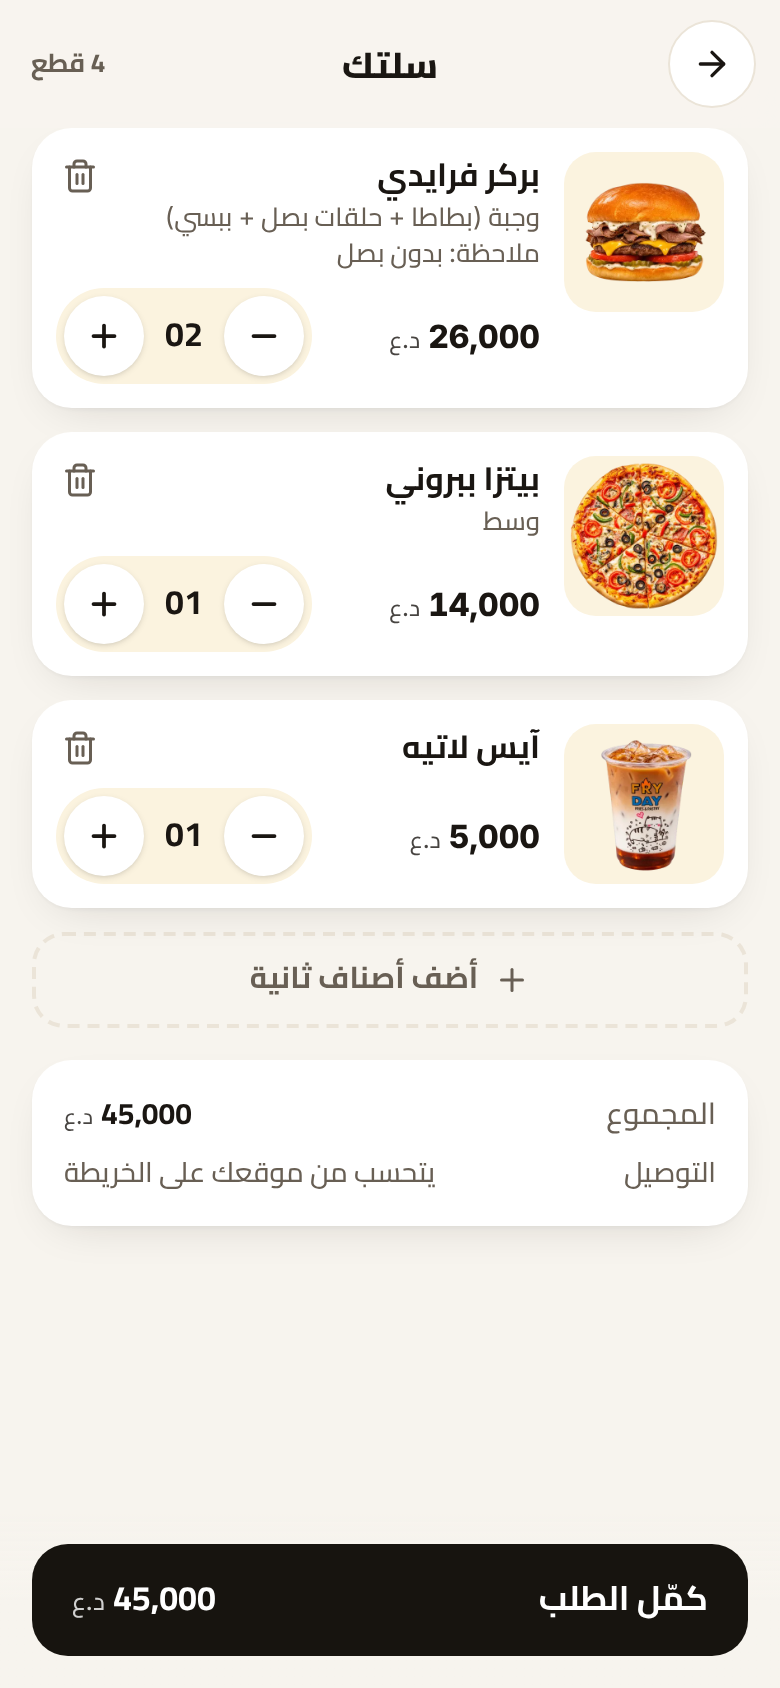 سلتك
4 قطع
بركر فرايدي
وجبة (بطاطا + حلقات بصل + ببسي)
ملاحظة: بدون بصل
26,000 د.ع
02
بيتزا ببروني
وسط
14,000 د.ع
01
آيس لاتيه
FRY
DAY
5,000 د.ع
01
أضف أصناف ثانية
المجموع 45,000 د.ع
التوصيل يتحسب من موقعك على الخريطة
كمّل الطلب 45,000 د.ع